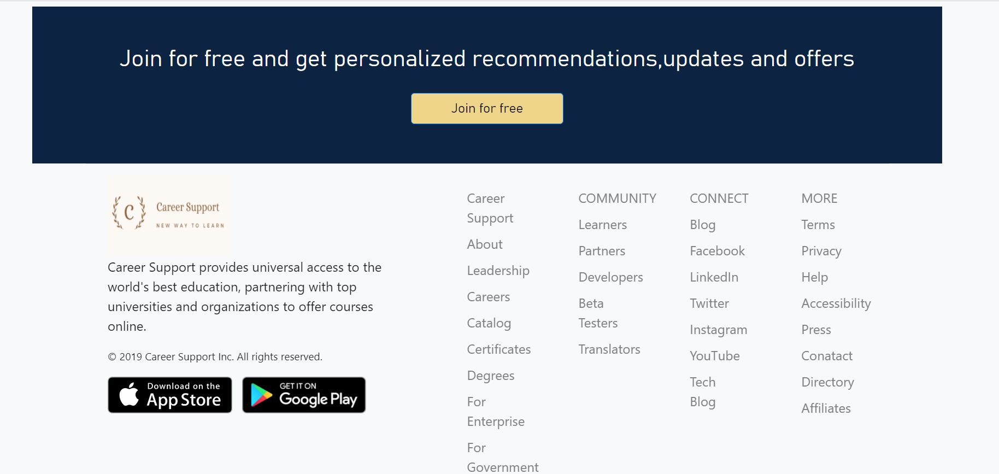 Join for free and get personalized recommendations,updates and offers
Join for free
C
Career Support
NEW WAY TO LEARN
Career Support provides universal access to the
world's best education, partnering with top
universities and organizations to offer courses
online.
© 2019 Career Support Inc. All rights reserved.
Download on the
App Store
GET IT ON
Google Play
Career
Support
About
Leadership
Careers
Catalog
Certificates
Degrees
For
Enterprise
For
Government
COMMUNITY
Learners
Partners
Developers
Beta
Testers
Translators
CONNECT
Blog
Facebook
LinkedIn
Twitter
Instagram
YouTube
Tech
Blog
MORE
Terms
Privacy
Help
Accessibility
Press
Conatact
Directory
Affiliates